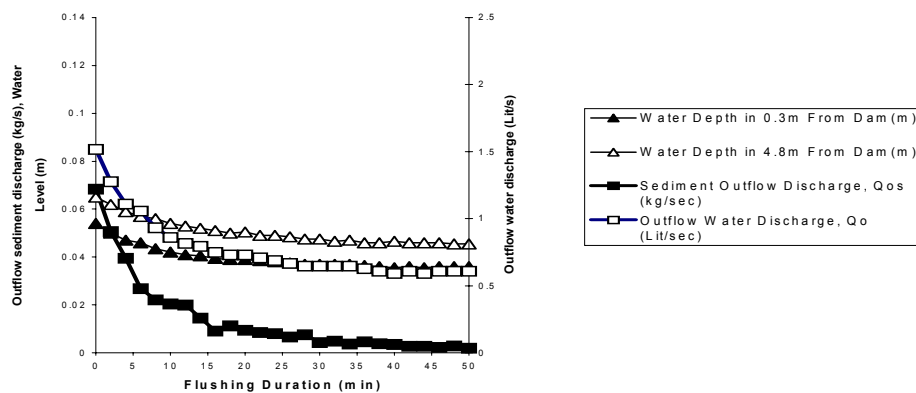 0.14
0.12
0.1
0.08
0.06
0.04
0.02
0
Outflow sediment discharge (kg/s), Water
Level (m)
0 5 10 15 20 25 30 35 40 45 50
Flushing Duration (min)
2.5
2
1.5
1
0.5
0
Outflow water discharge (Lit/s)
Water Depth in 0.3m From Dam(m)
Water Depth in 4.8m From Dam(m)
Sediment Outflow Discharge, Qos
(kg/sec)
Outflow Water Discharge, Qo
(Lit/sec)